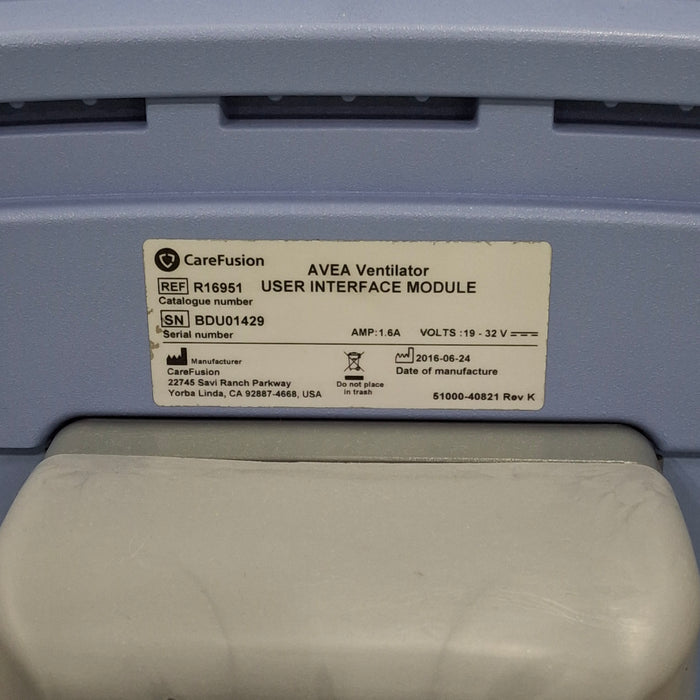 CareFusion
AVEA Ventilator
REF R16951 USER INTERFACE MODULE
Catalogue number
SN BDU01429
Serial number
AMP:1.6A VOLTS :19 - 32 V
Manufacturer
CareFusion
22745 Savi Ranch Parkway
Yorba Linda, CA 92887-4668, USA
Do not place
in trash
2016-06-24
Date of manufacture
51000-40821 Rev K